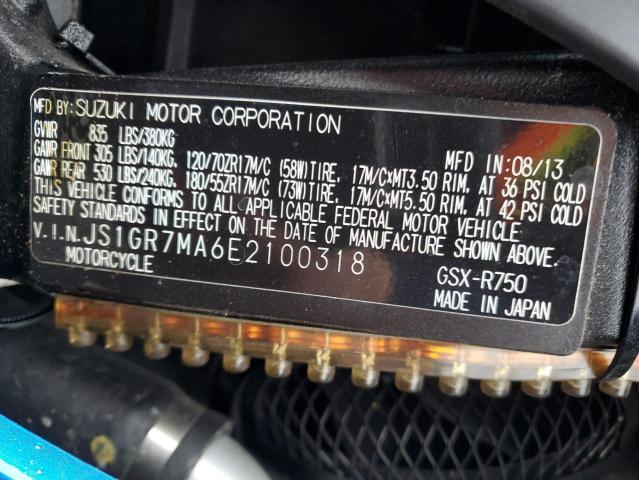 MFD BY: SUZUKI MOTOR CORPORATION
GVWR 835 LBS/380KG MFD IN: 08/13
GAWR FRONT 305 LBS/140KG, 120/70ZR17M/C (58W)TIRE, 17M/C×MT3.50 RIM, AT 36 PSI COLD
GAWR REAR 530 LBS/240KG, 180/55ZR17M/C (73W)TIRE, 17M/C×MT5.50 RIM, AT 42 PSI COLD
THIS VEHICLE CONFORMS TO ALL APPLICABLE FEDERAL MOTOR VEHICLE
SAFETY STANDARDS IN EFFECT ON THE DATE OF MANUFACTURE SHOWN ABOVE.
V.I.N. JS1GR7MA6E2100318
MOTORCYCLE GSX-R750
MADE IN JAPAN